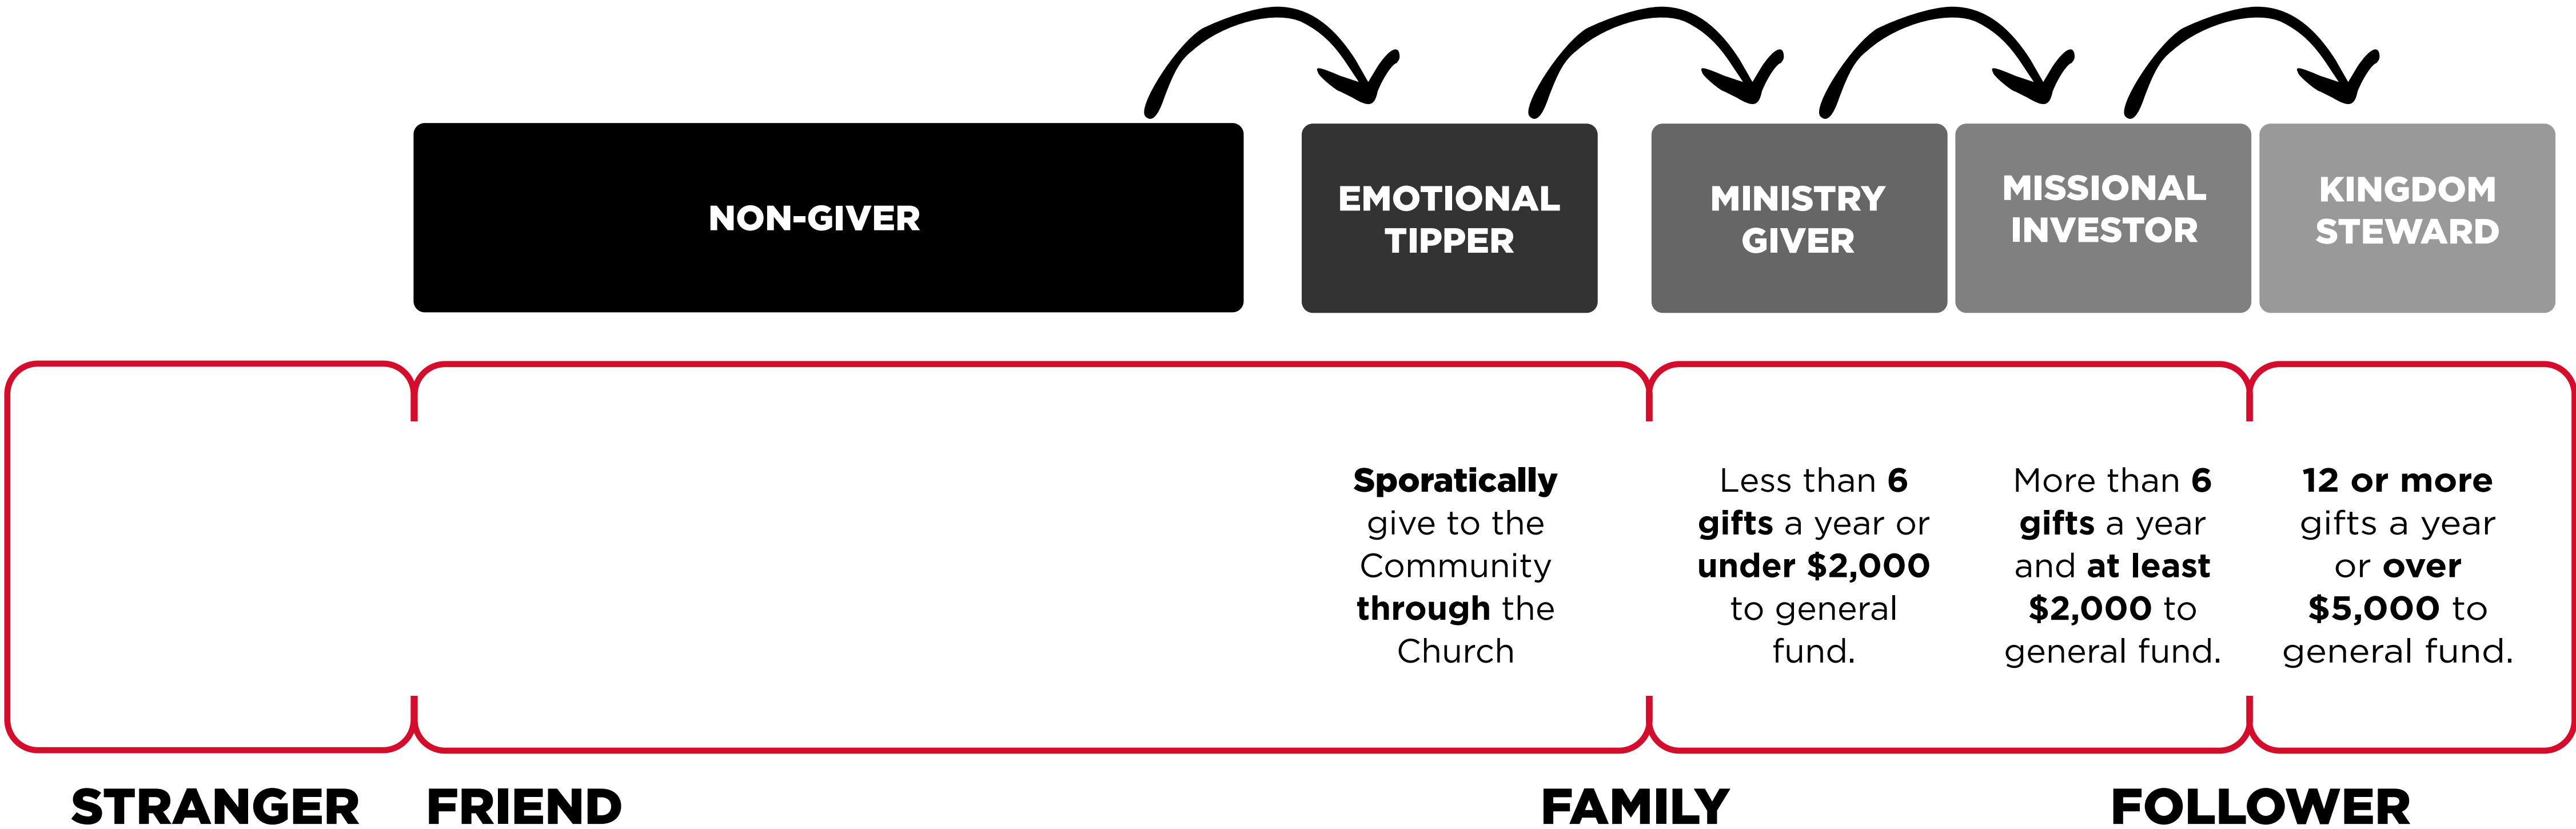 NON-GIVER
EMOTIONAL
TIPPER
MINISTRY
GIVER
MISSIONAL
INVESTOR
KINGDOM
STEWARD
Sporatically
give to the
Community
through the
Church
Less than 6
gifts a year or
under $2,000
to general
fund.
More than 6
gifts a year
and at least
$2,000 to
general fund.
12 or more
gifts a year
or over
$5,000 to
general fund.
STRANGER
FRIEND
FAMILY
FOLLOWER